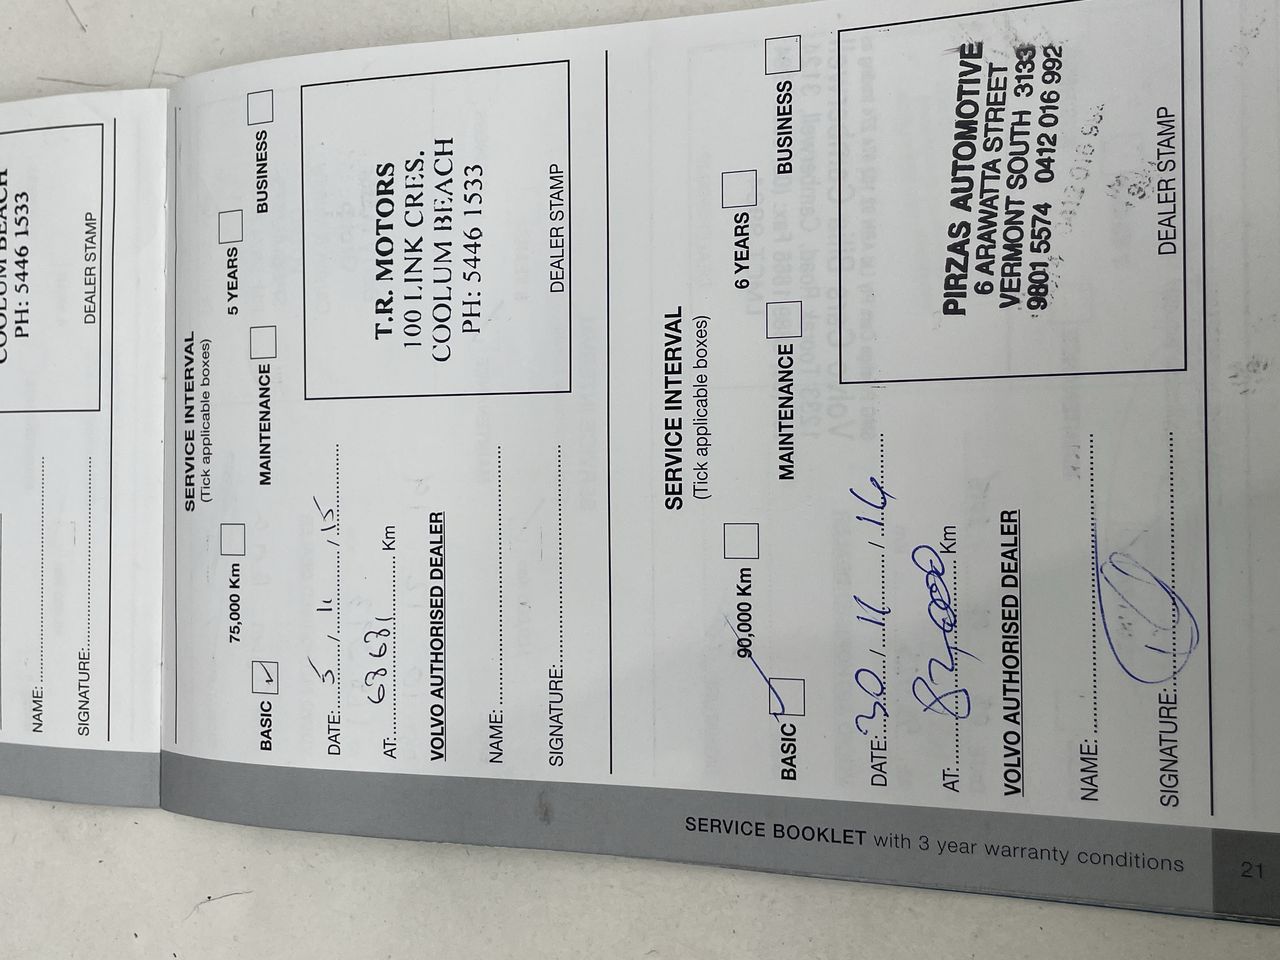 COOLUM BEACH
PH: 5446 1533
DEALER STAMP
NAME:
SIGNATURE:
SERVICE INTERVAL
(Tick applicable boxes)
75,000 Km 5 YEARS
BASIC ✓ MAINTENANCE BUSINESS
DATE: 5 / 11 / 15
AT: 68681 Km
VOLVO AUTHORISED DEALER
NAME:
SIGNATURE:
T.R. MOTORS
100 LINK CRES.
COOLUM BEACH
PH: 5446 1533
DEALER STAMP
SERVICE INTERVAL
(Tick applicable boxes)
90,000 Km 6 YEARS
BASIC ✓ MAINTENANCE BUSINESS
DATE: 30 / 11 / 16
AT: 82,000 Km
VOLVO AUTHORISED DEALER
NAME:
SIGNATURE:
PIRZAS AUTOMOTIVE
6 ARAWATTA STREET
VERMONT SOUTH 3133
9801 5574 0412 016 992
DEALER STAMP
SERVICE BOOKLET with 3 year warranty conditions
21